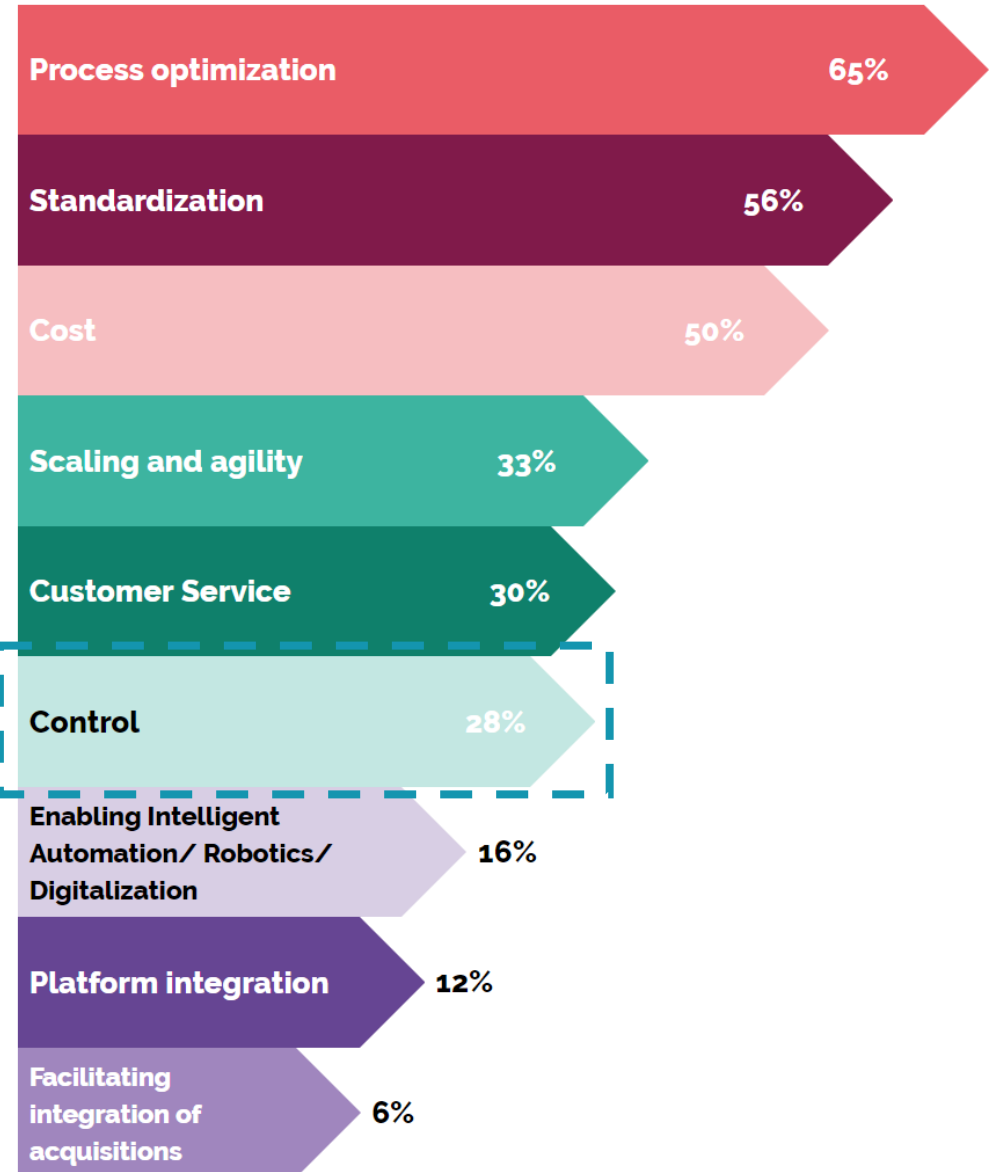 Process optimization 65%
Standardization 56%
Cost 50%
Scaling and agility 33%
Customer Service 30%
Control 28%
Enabling Intelligent
Automation/ Robotics/ 16%
Digitalization
Platform integration 12%
Facilitating
integration of 6%
acquisitions